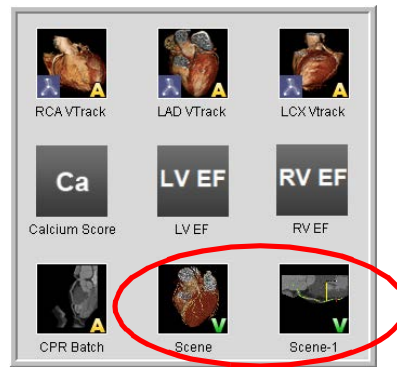 A A A
RCA VTrack LAD VTrack LCX Vtrack
Ca LV EF RV EF
Calcium Score LV EF RV EF
A V V
CPR Batch Scene Scene-1